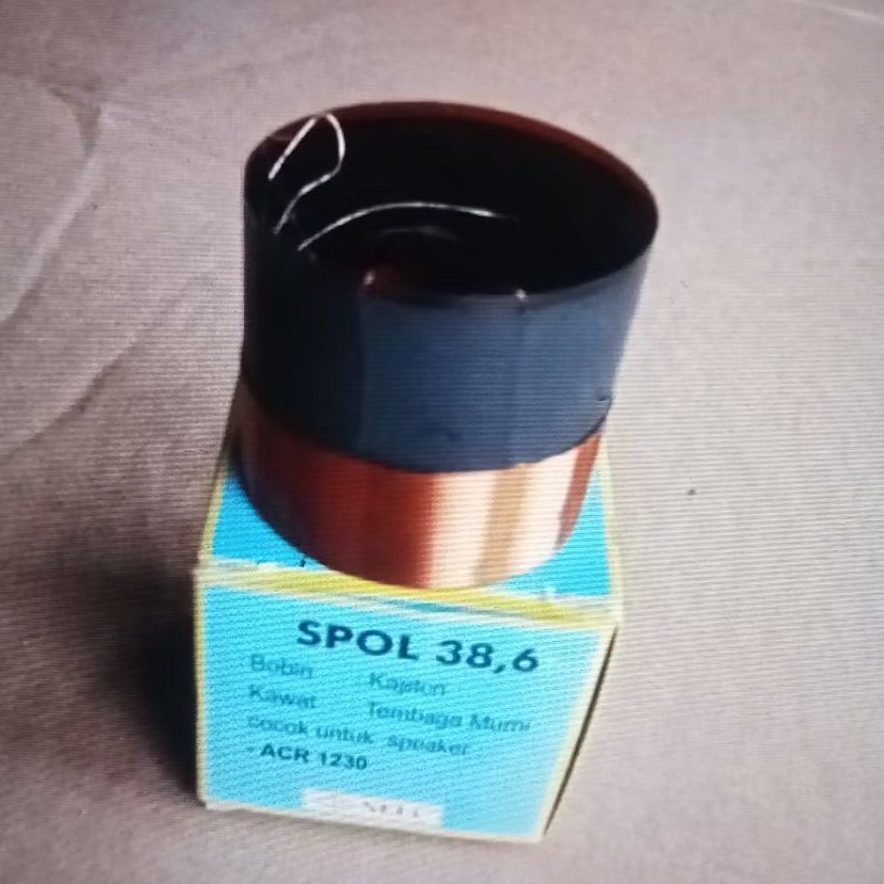 SPOL 38,6
Bobin : Kapton
Kawat : Tembaga Murni
cocok untuk speaker
- ACR 1230